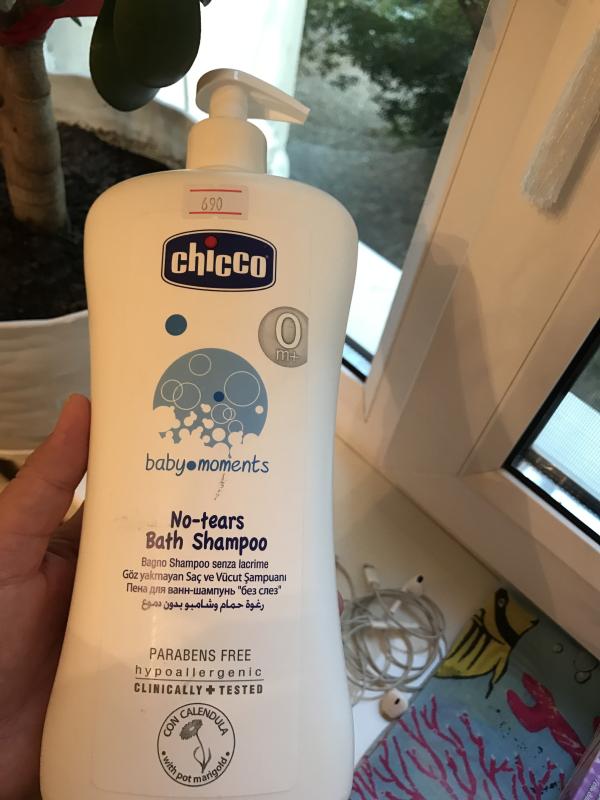 690
chicco
0
m+
baby moments
No-tears
Bath Shampoo
Bagno Shampoo senza lacrime
Göz yakmayan Saç ve Vücut Şampuanı
Пена для ванн-шампунь "без слез"
رغوة حمام وشامبو بدون دموع
PARABENS FREE
hypoallergenic
CLINICALLY + TESTED
CON CALENDULA
• with pot marigold •